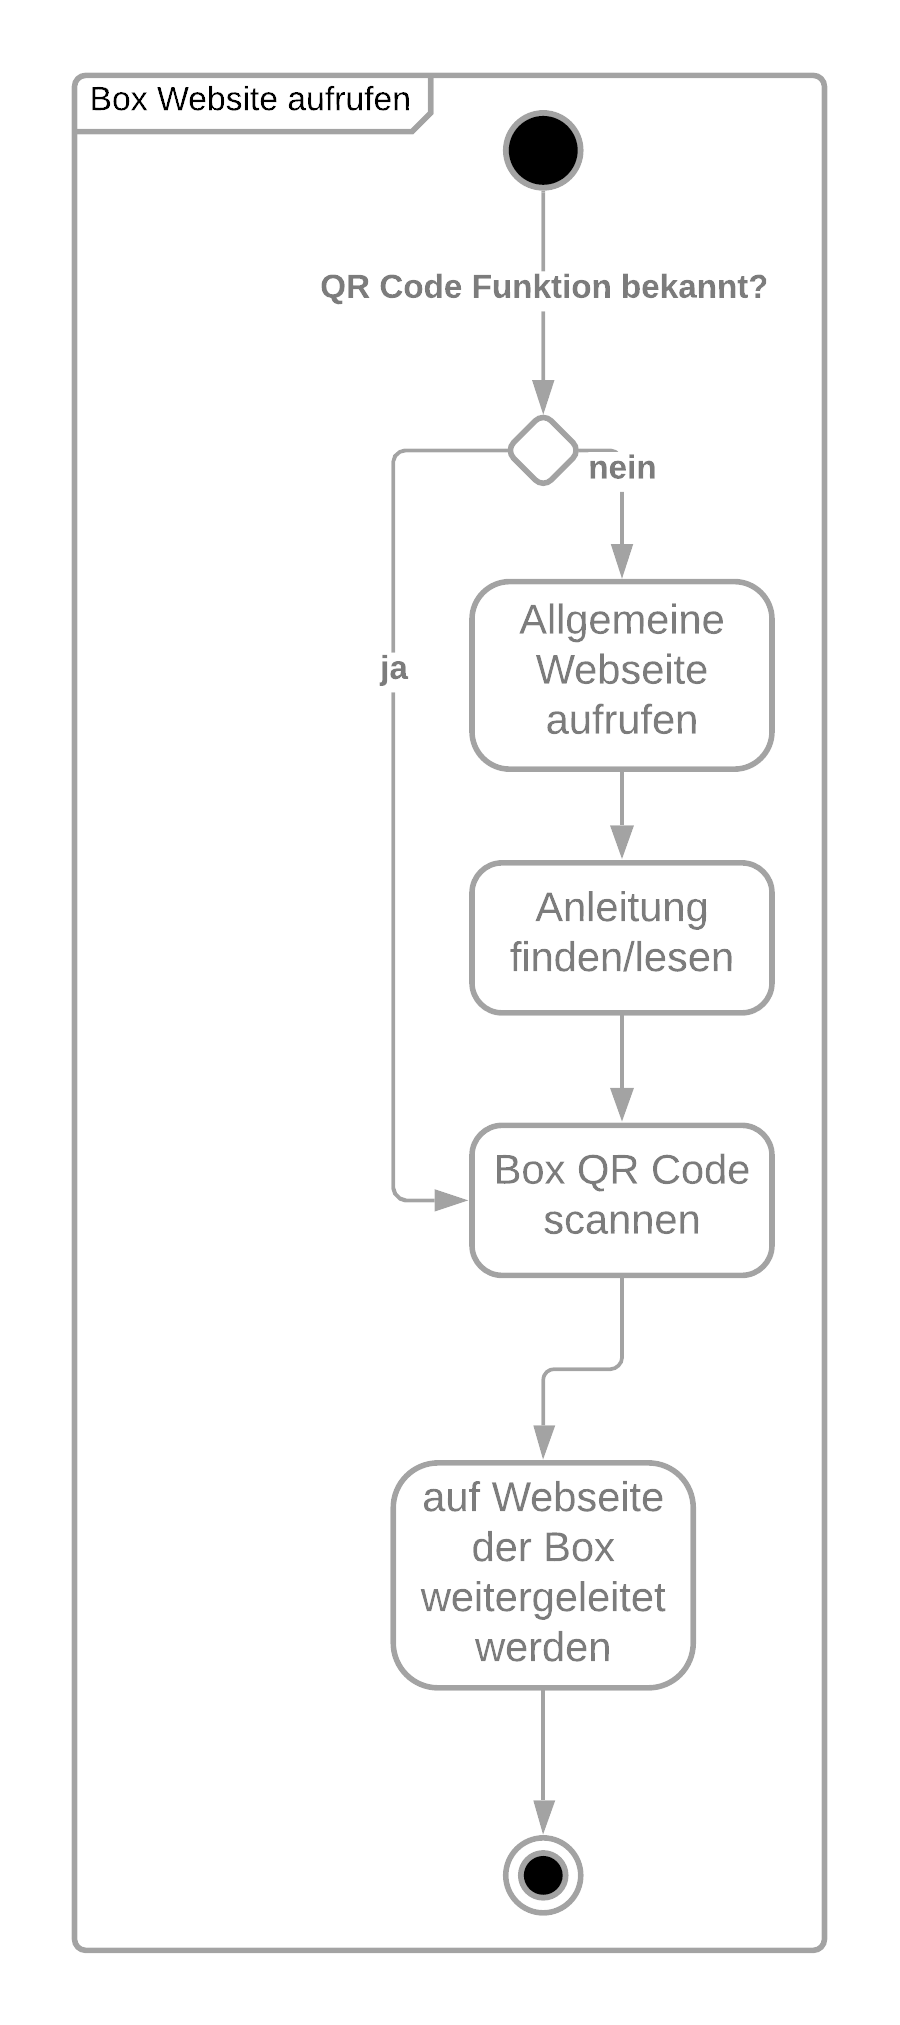 Box Website aufrufen
QR Code Funktion bekannt?
nein
Allgemeine
Webseite
aufrufen
ja
Anleitung
finden/lesen
Box QR Code
scannen
auf Webseite
der Box
weitergeleitet
werden